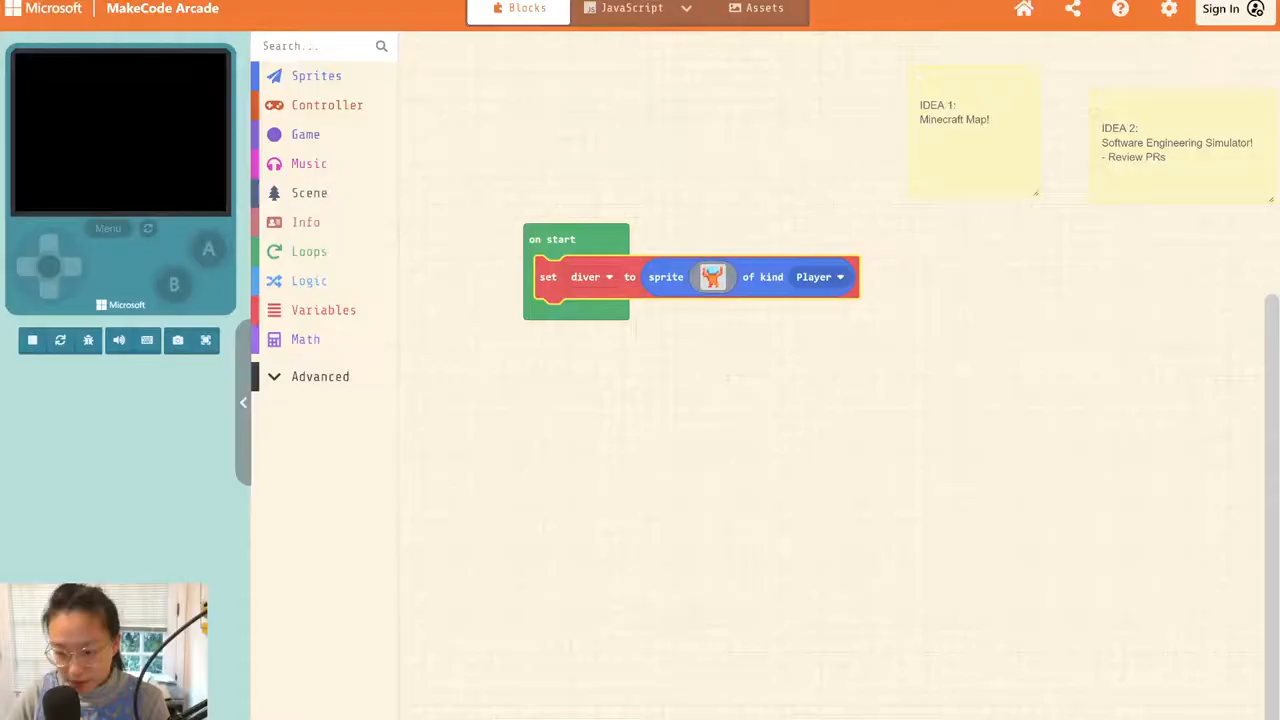 Microsoft | MakeCode Arcade
Blocks
JavaScript
Assets
Sign In
Search...
Sprites
Controller
Game
Music
Scene
Info
Loops
Logic
Variables
Math
Advanced
Menu
A
B
Microsoft
IDEA 1:
Minecraft Map!
IDEA 2:
Software Engineering Simulator!
- Review PRs
on start
set diver to sprite of kind Player